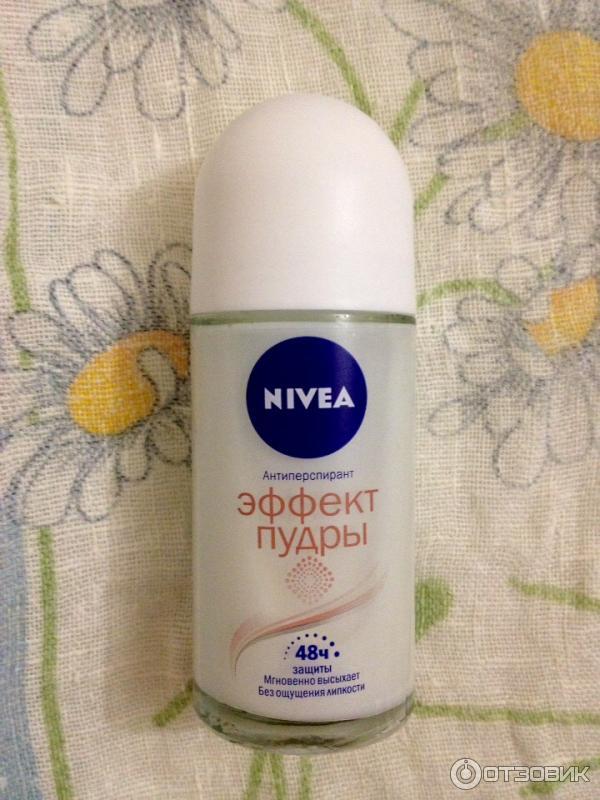 NIVEA
Антиперспирант
эффект
пудры
48ч
защиты
Мгновенно высыхает
Без ощущения липкости
ОТЗОВИК